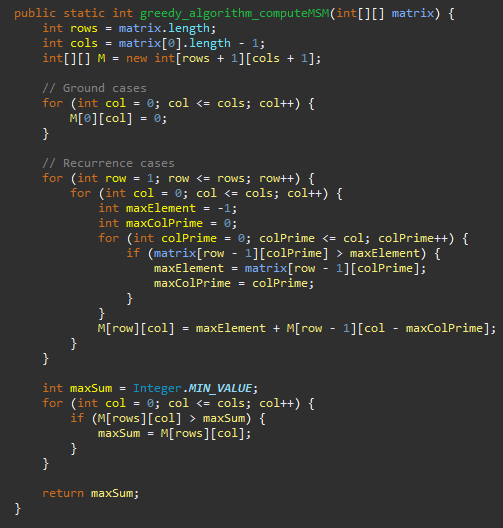 public static int greedy_algorithm_computeMSM(int[][] matrix) {
    int rows = matrix.length;
    int cols = matrix[0].length - 1;
    int[][] M = new int[rows + 1][cols + 1];

    // Ground cases
    for (int col = 0; col <= cols; col++) {
        M[0][col] = 0;
    }

    // Recurrence cases
    for (int row = 1; row <= rows; row++) {
        for (int col = 0; col <= cols; col++) {
            int maxElement = -1;
            int maxColPrime = 0;
            for (int colPrime = 0; colPrime <= col; colPrime++) {
                if (matrix[row - 1][colPrime] > maxElement) {
                    maxElement = matrix[row - 1][colPrime];
                    maxColPrime = colPrime;
                }
            }
            M[row][col] = maxElement + M[row - 1][col - maxColPrime];
        }
    }

    int maxSum = Integer.MIN_VALUE;
    for (int col = 0; col <= cols; col++) {
        if (M[rows][col] > maxSum) {
            maxSum = M[rows][col];
        }
    }

    return maxSum;
}